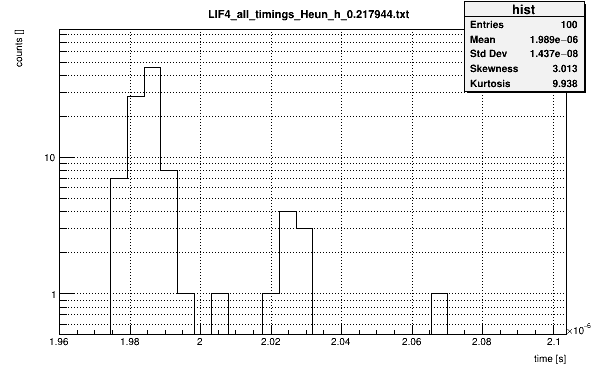 LIF4_all_timings_Heun_h_0.217944.txt
hist
Entries 100
Mean 1.989e−06
Std Dev 1.437e−08
Skewness 3.013
Kurtosis 9.938
counts []
10
1
1.96 1.98 2 2.02 2.04 2.06 2.08 2.1 ×10⁻⁶
time [s]